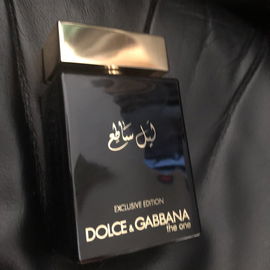 ليل ساطع
EXCLUSIVE EDITION
DOLCE & GABBANA
the one